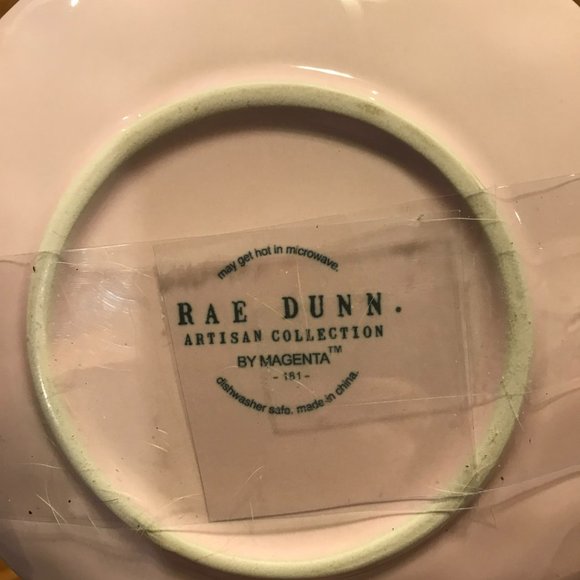 may get hot in microwave.
RAE DUNN.
ARTISAN COLLECTION
BY MAGENTA™
- 181 -
dishwasher safe. made in china.